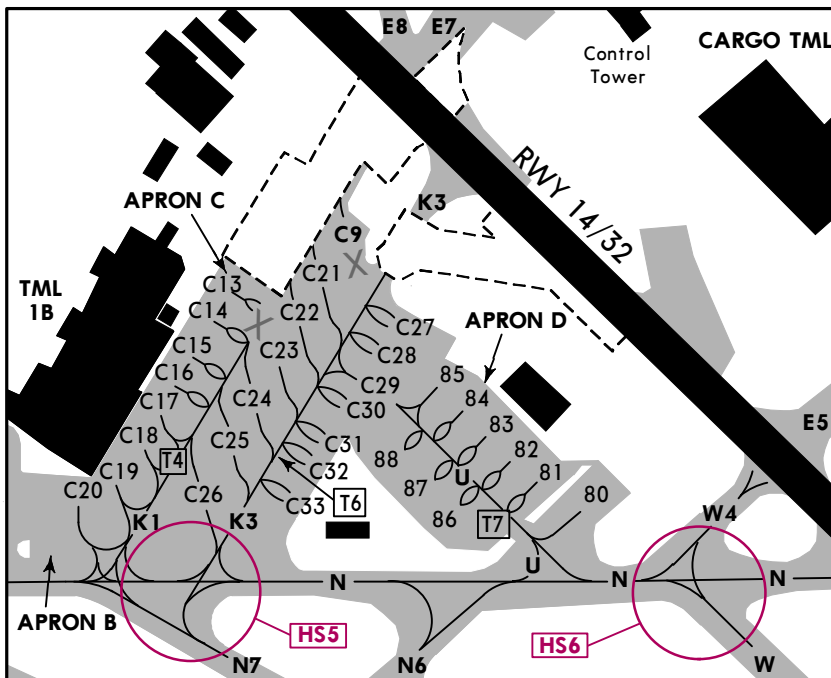 E8 E7
Control
Tower
CARGO TML
RWY 14/32
APRON C
K3
C9
TML
1B
C13
C21
C14
C22
C27
APRON D
C15
C23
C28
C16
C29
85
C17
C24
C30
84
E5
C18
C25
C31
83
T4
88
82
C19
C32
U
81
C20
C26
C33
87
80
T6
86
T7
W4
K1
K3
U
N
N
N
APRON B
HS5
HS6
N7
N6
W